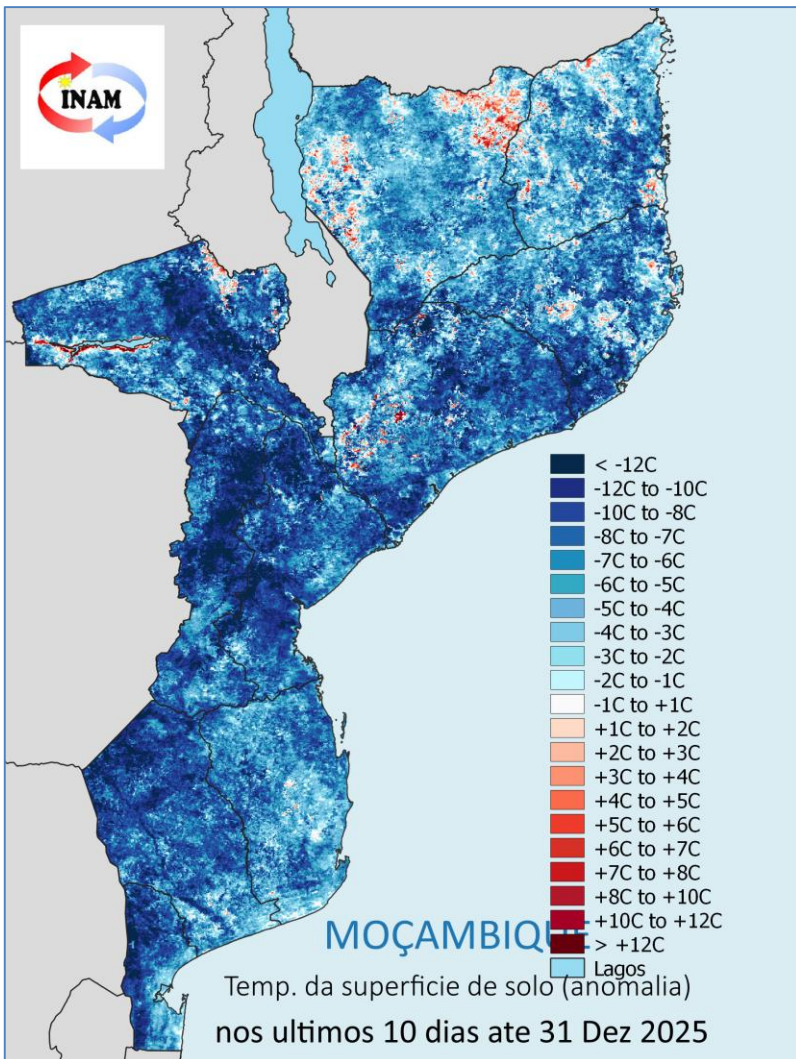 INAM
< -12C
-12C to -10C
-10C to -8C
-8C to -7C
-7C to -6C
-6C to -5C
-5C to -4C
-4C to -3C
-3C to -2C
-2C to -1C
-1C to +1C
+1C to +2C
+2C to +3C
+3C to +4C
+4C to +5C
+5C to +6C
+6C to +7C
+7C to +8C
+8C to +10C
+10C to +12C
> +12C
Lagos
MOÇAMBIQUE
Temp. da superficie de solo (anomalia)
nos ultimos 10 dias ate 31 Dez 2025